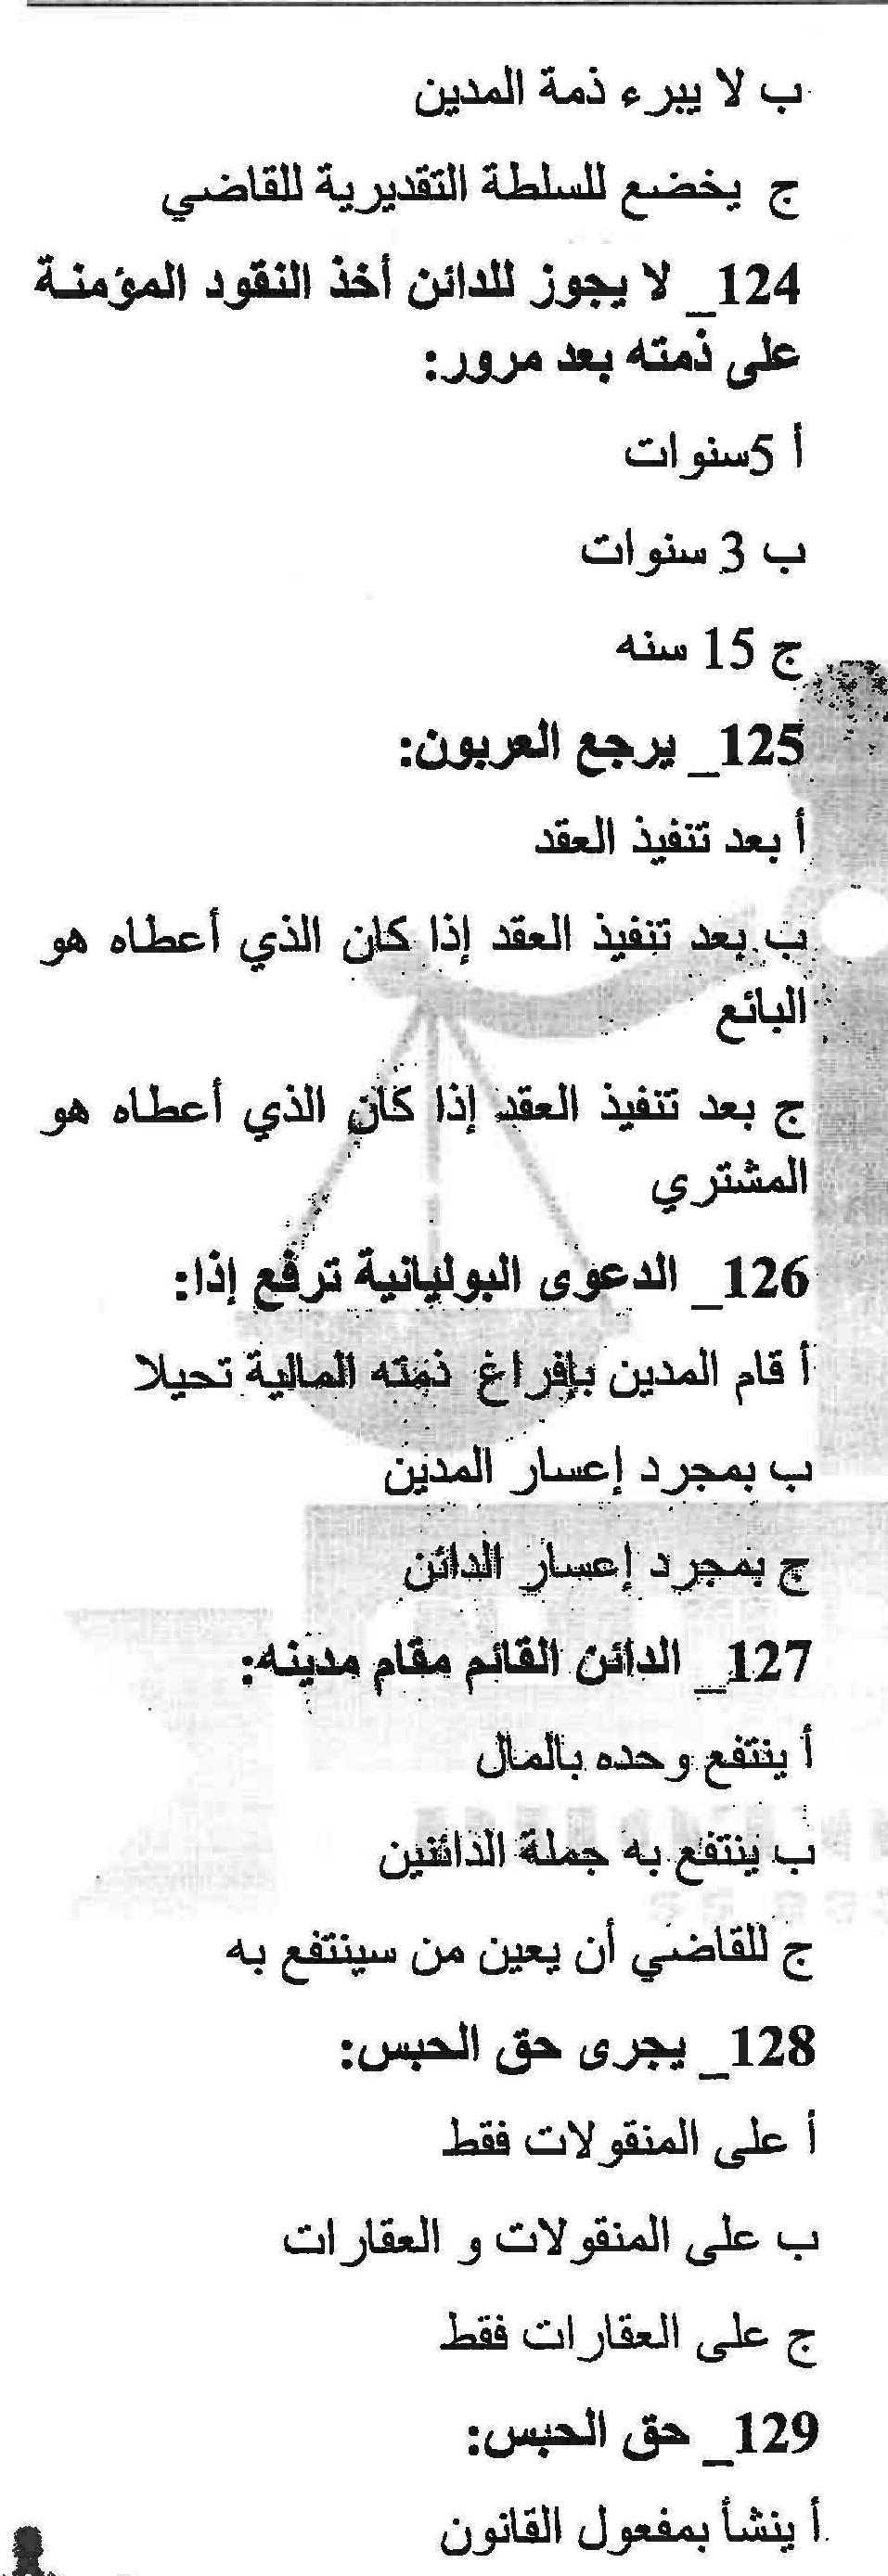 ب لا يبرء ذمة المدين
ج يخضع للسلطة التقديرية للقاضي
124_ لا يجوز للدائن أخذ النقود المؤمنة
على ذمته بعد مرور:
أ 5سنوات
ب 3 سنوات
ج 15 سنه
125_ يرجع العربون:
أ بعد تنفيذ العقد
ب بعد تنفيذ العقد إذا كان الذي أعطاه هو
البائع
ج بعد تنفيذ العقد إذا كان الذي أعطاه هو
المشتري
126_ الدعوى البوليانية ترفع إذا:
أ قام المدين بإفراغ ذمته المالية تحيلا
ب بمجرد إعسار المدين
ج بمجرد إعسار الدائن
127_ الدائن القائم مقام مدينه:
أ ينتفع وحده بالمال
ب ينتفع به جملة الدائنين
ج للقاضي أن يعين من سينتفع به
128_ يجرى حق الحبس:
أ على المنقولات فقط
ب على المنقولات و العقارات
ج على العقارات فقط
129_ حق الحبس:
أ ينشأ بمفعول القانون